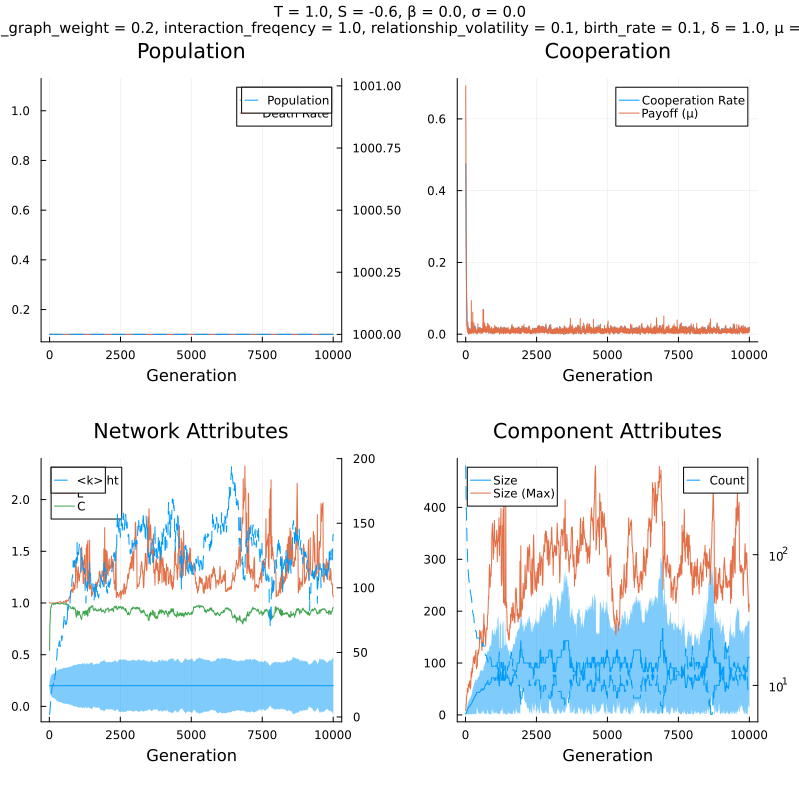 T = 1.0, S = -0.6, β = 0.0, σ = 0.0
_graph_weight = 0.2, interaction_freqency = 1.0, relationship_volatility = 0.1, birth_rate = 0.1, δ = 1.0, μ =
Population
Cooperation
Population
Death Rate
1.0
0.8
0.6
0.4
0.2
1001.00
1000.75
1000.50
1000.25
1000.00
0 2500 5000 7500 10000
Generation
Cooperation Rate
Payoff (μ)
0.6
0.4
0.2
0.0
0 2500 5000 7500 10000
Generation
Network Attributes
Component Attributes
<k> ht
L
C
2.0
1.5
1.0
0.5
0.0
200
150
100
50
0
0 2500 5000 7500 10000
Generation
Size
Size (Max)
Count
400
300
200
100
0
10²
10¹
0 2500 5000 7500 10000
Generation